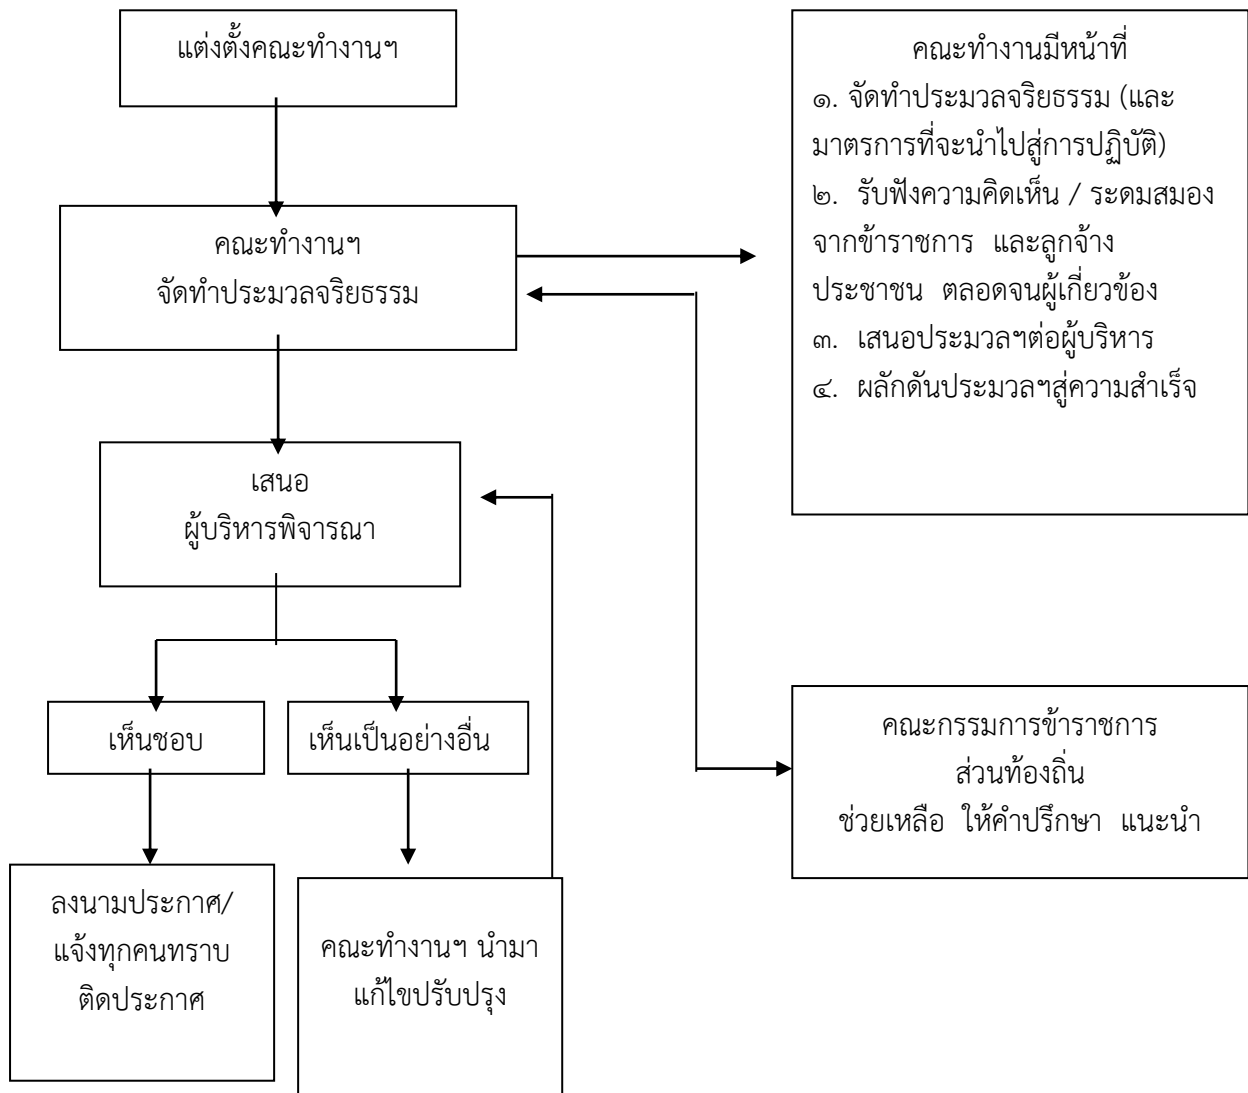 แต่งตั้งคณะทำงานฯ
คณะทำงานฯ
จัดทำประมวลจริยธรรม
คณะทำงานมีหน้าที่
๑. จัดทำประมวลจริยธรรม (และ
มาตรการที่จะนำไปสู่การปฏิบัติ)
๒. รับฟังความคิดเห็น / ระดมสมอง
จากข้าราชการ และลูกจ้าง
ประชาชน ตลอดจนผู้เกี่ยวข้อง
๓. เสนอประมวลฯต่อผู้บริหาร
๔. ผลักดันประมวลฯสู่ความสำเร็จ
เสนอ
ผู้บริหารพิจารณา
เห็นชอบ
เห็นเป็นอย่างอื่น
คณะกรรมการข้าราชการ
ส่วนท้องถิ่น
ช่วยเหลือ ให้คำปรึกษา แนะนำ
ลงนามประกาศ/
แจ้งทุกคนทราบ
ติดประกาศ
คณะทำงานฯ นำมา
แก้ไขปรับปรุง